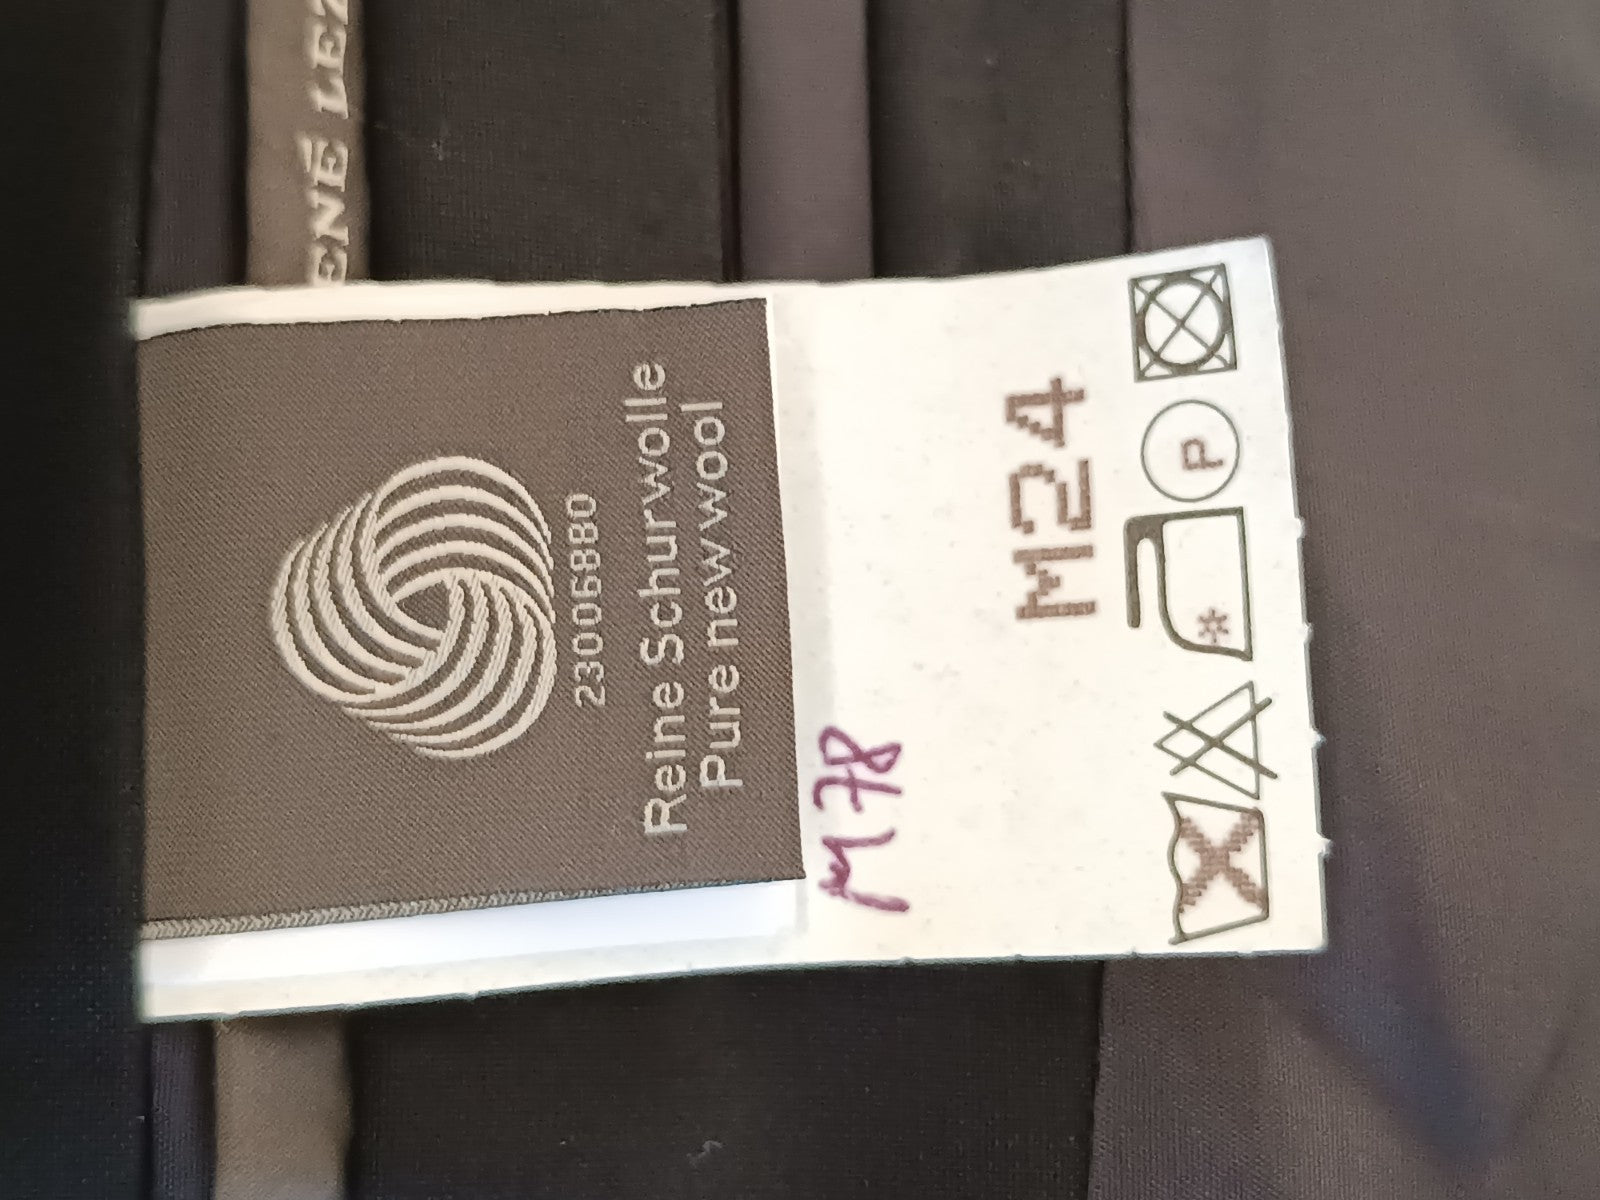 ENÉ LEZ
23006880
Reine Schurwolle
Pure new wool
M78
M24
P